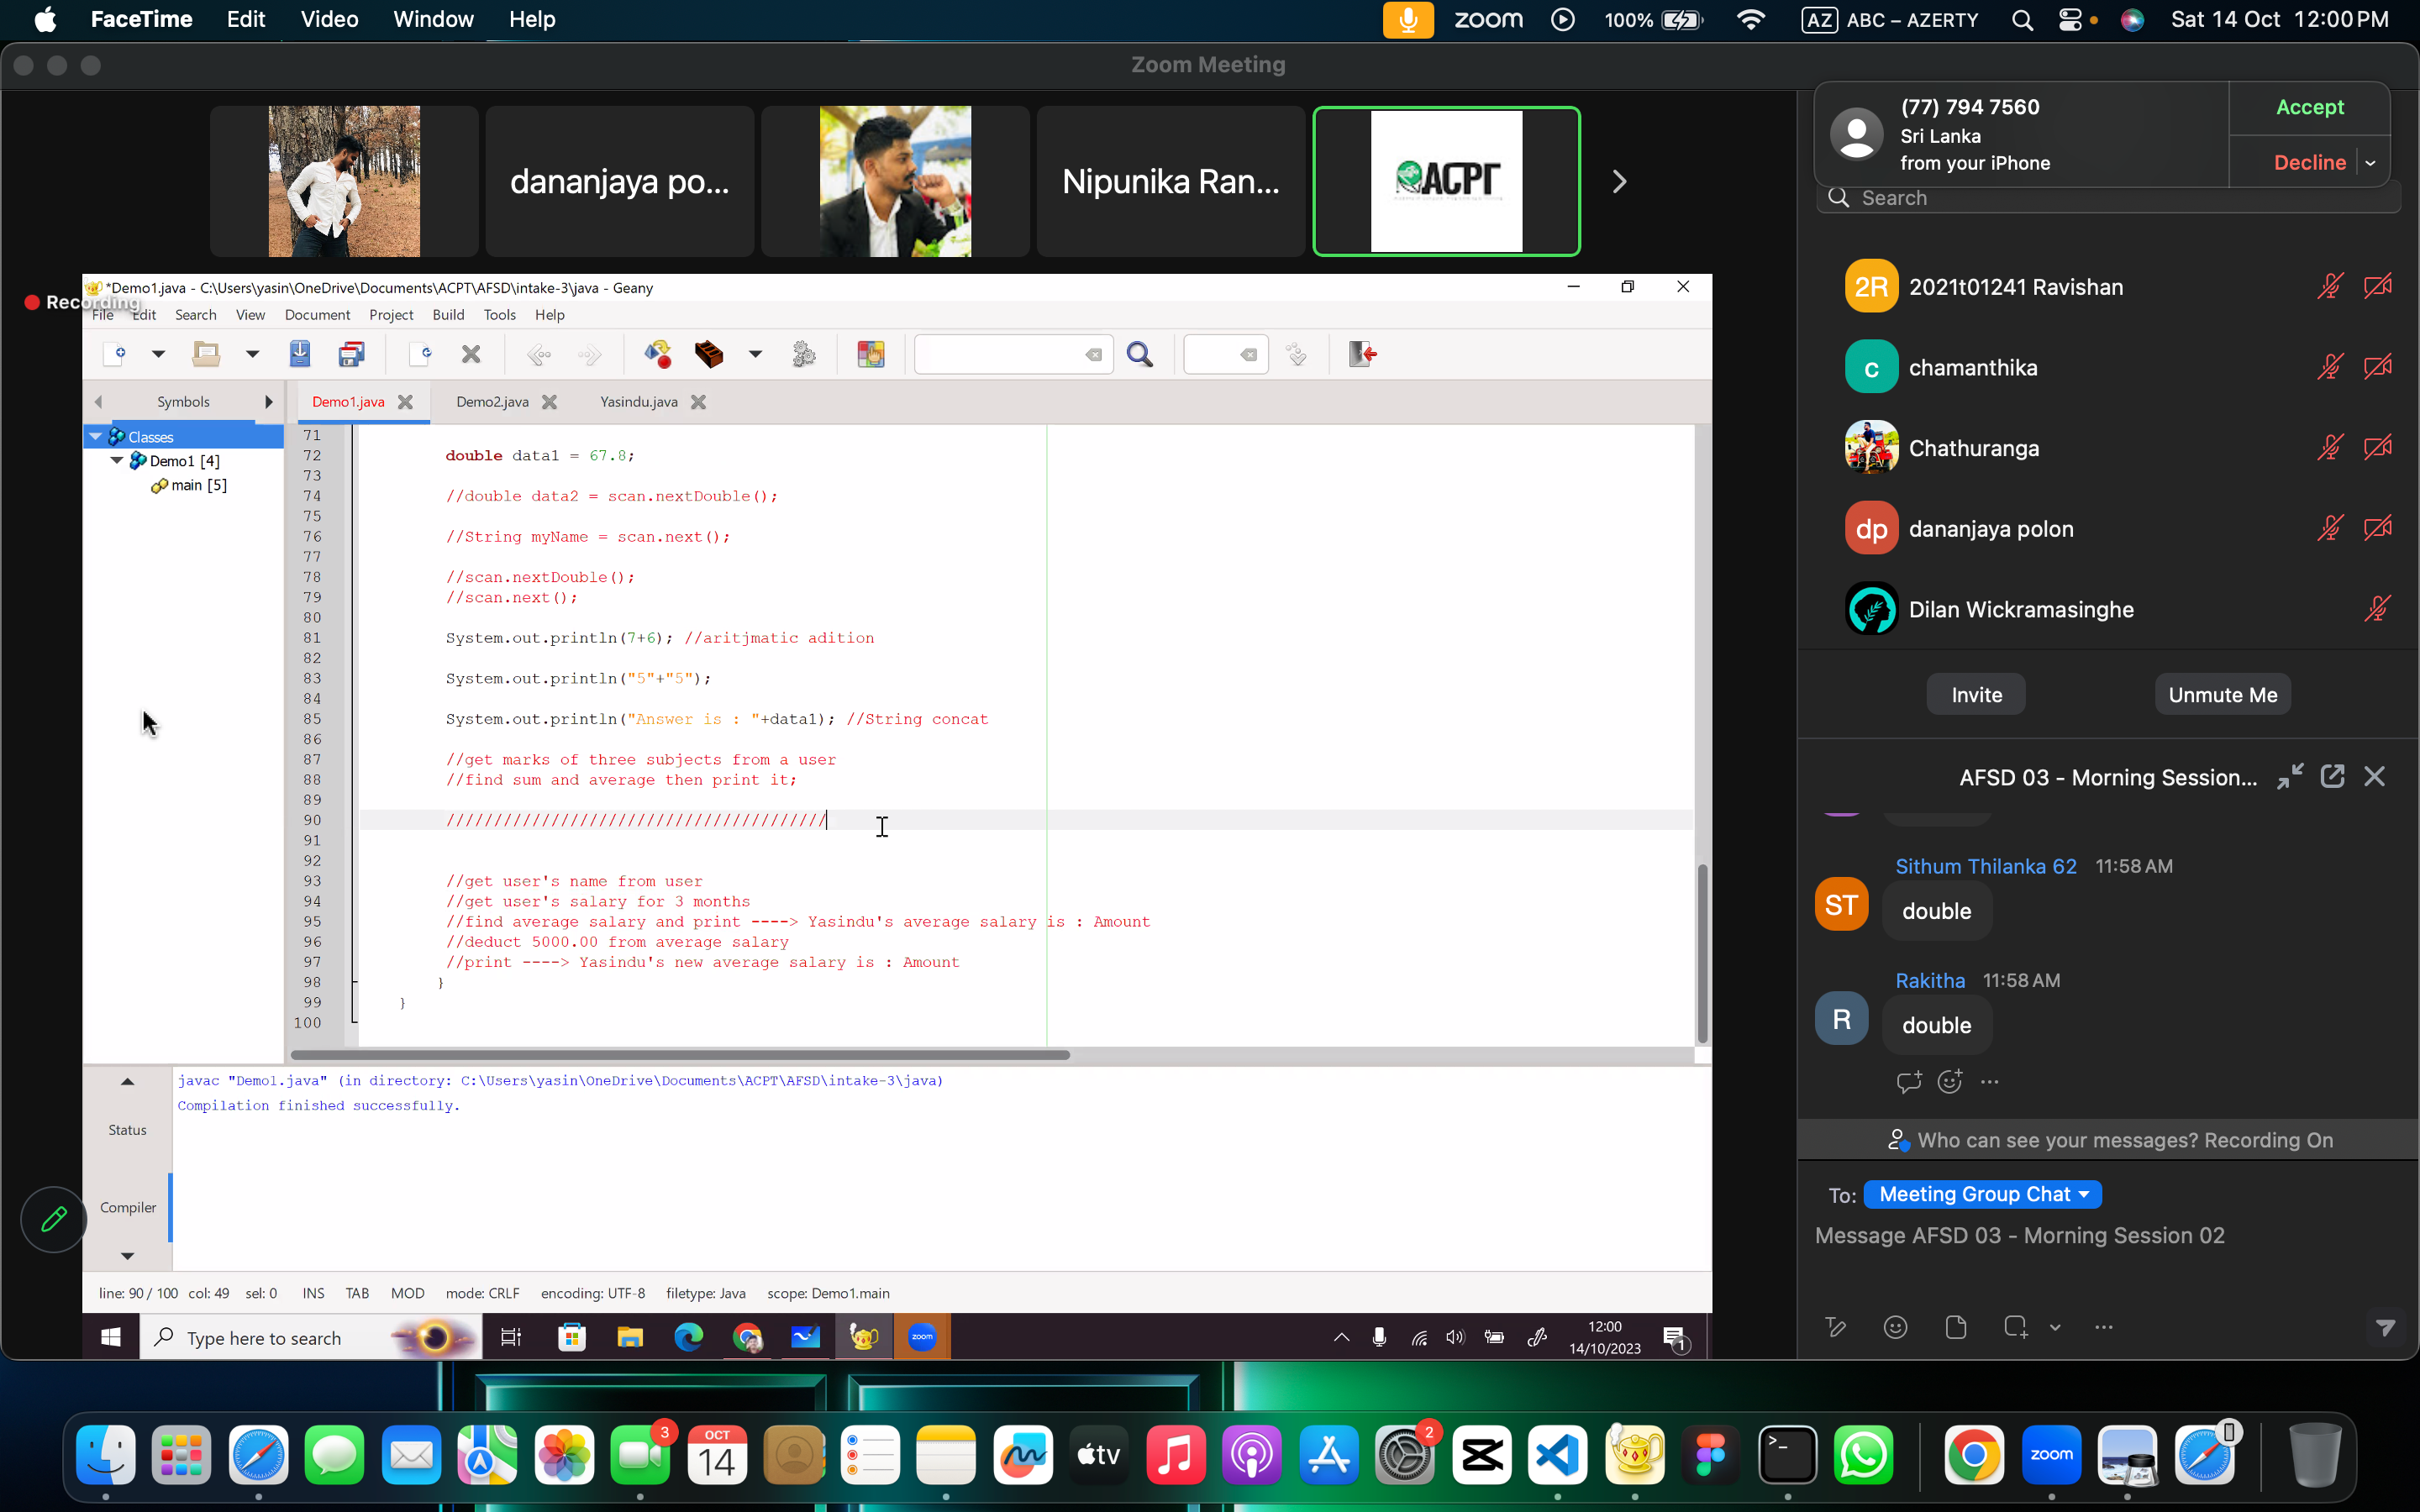 FaceTime Edit Video Window Help
zoom 100% AZ ABC – AZERTY Sat 14 Oct 12:00 PM
Zoom Meeting
dananjaya po...
Nipunika Ran...
ACPT
(77) 794 7560
Sri Lanka
from your iPhone
Accept
Decline
Search
Recording
*Demo1.java - C:\Users\yasin\OneDrive\Documents\ACPT\AFSD\intake-3\java - Geany
File Edit Search View Document Project Build Tools Help
Symbols
Demo1.java Demo2.java Yasindu.java
Classes
Demo1 [4]
main [5]
71
72 double data1 = 67.8;
73
74 //double data2 = scan.nextDouble();
75
76 //String myName = scan.next();
77
78 //scan.nextDouble();
79 //scan.next();
80
81 System.out.println(7+6); //aritjmatic adition
82
83 System.out.println("5"+"5");
84
85 System.out.println("Answer is : "+data1); //String concat
86
87 //get marks of three subjects from a user
88 //find sum and average then print it;
89
90 ////////////////////////////////////////
91
92
93 //get user's name from user
94 //get user's salary for 3 months
95 //find average salary and print ----> Yasindu's average salary is : Amount
96 //deduct 5000.00 from average salary
97 //print ----> Yasindu's new average salary is : Amount
98 }
99 }
100
Status
Compiler
javac "Demo1.java" (in directory: C:\Users\yasin\OneDrive\Documents\ACPT\AFSD\intake-3\java)
Compilation finished successfully.
line: 90 / 100 col: 49 sel: 0 INS TAB MOD mode: CRLF encoding: UTF-8 filetype: Java scope: Demo1.main
Type here to search
zoom
12:00
14/10/2023
1
2R 2021t01241 Ravishan
c chamanthika
Chathuranga
dp dananjaya polon
Dilan Wickramasinghe
Invite
Unmute Me
AFSD 03 - Morning Session...
Sithum Thilanka 62 11:58 AM
ST double
Rakitha 11:58 AM
R double
Who can see your messages? Recording On
To: Meeting Group Chat
Message AFSD 03 - Morning Session 02
3
OCT
14
tv
2
zoom